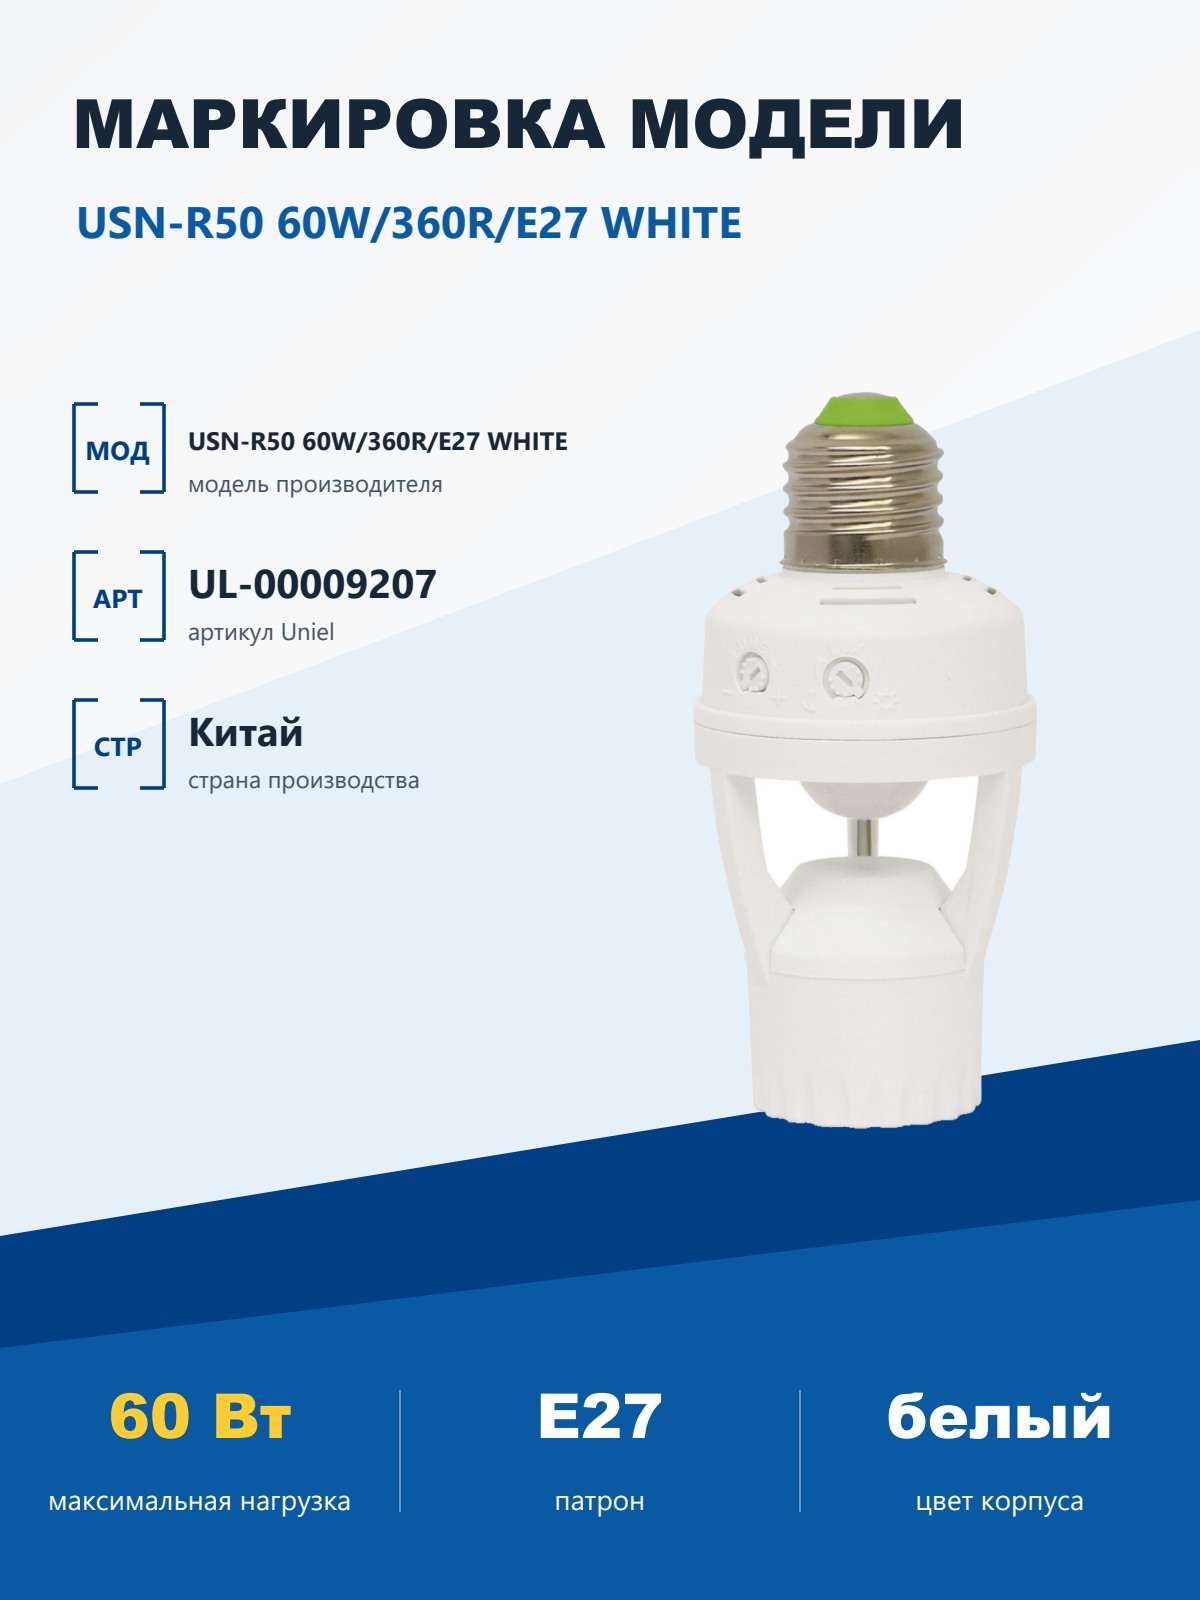 МАРКИРОВКА МОДЕЛИ
USN-R50 60W/360R/E27 WHITE
МОД
USN-R50 60W/360R/E27 WHITE
модель производителя
АРТ
UL-00009207
артикул Uniel
СТР
Китай
страна производства
60 Вт
максимальная нагрузка
E27
патрон
белый
цвет корпуса